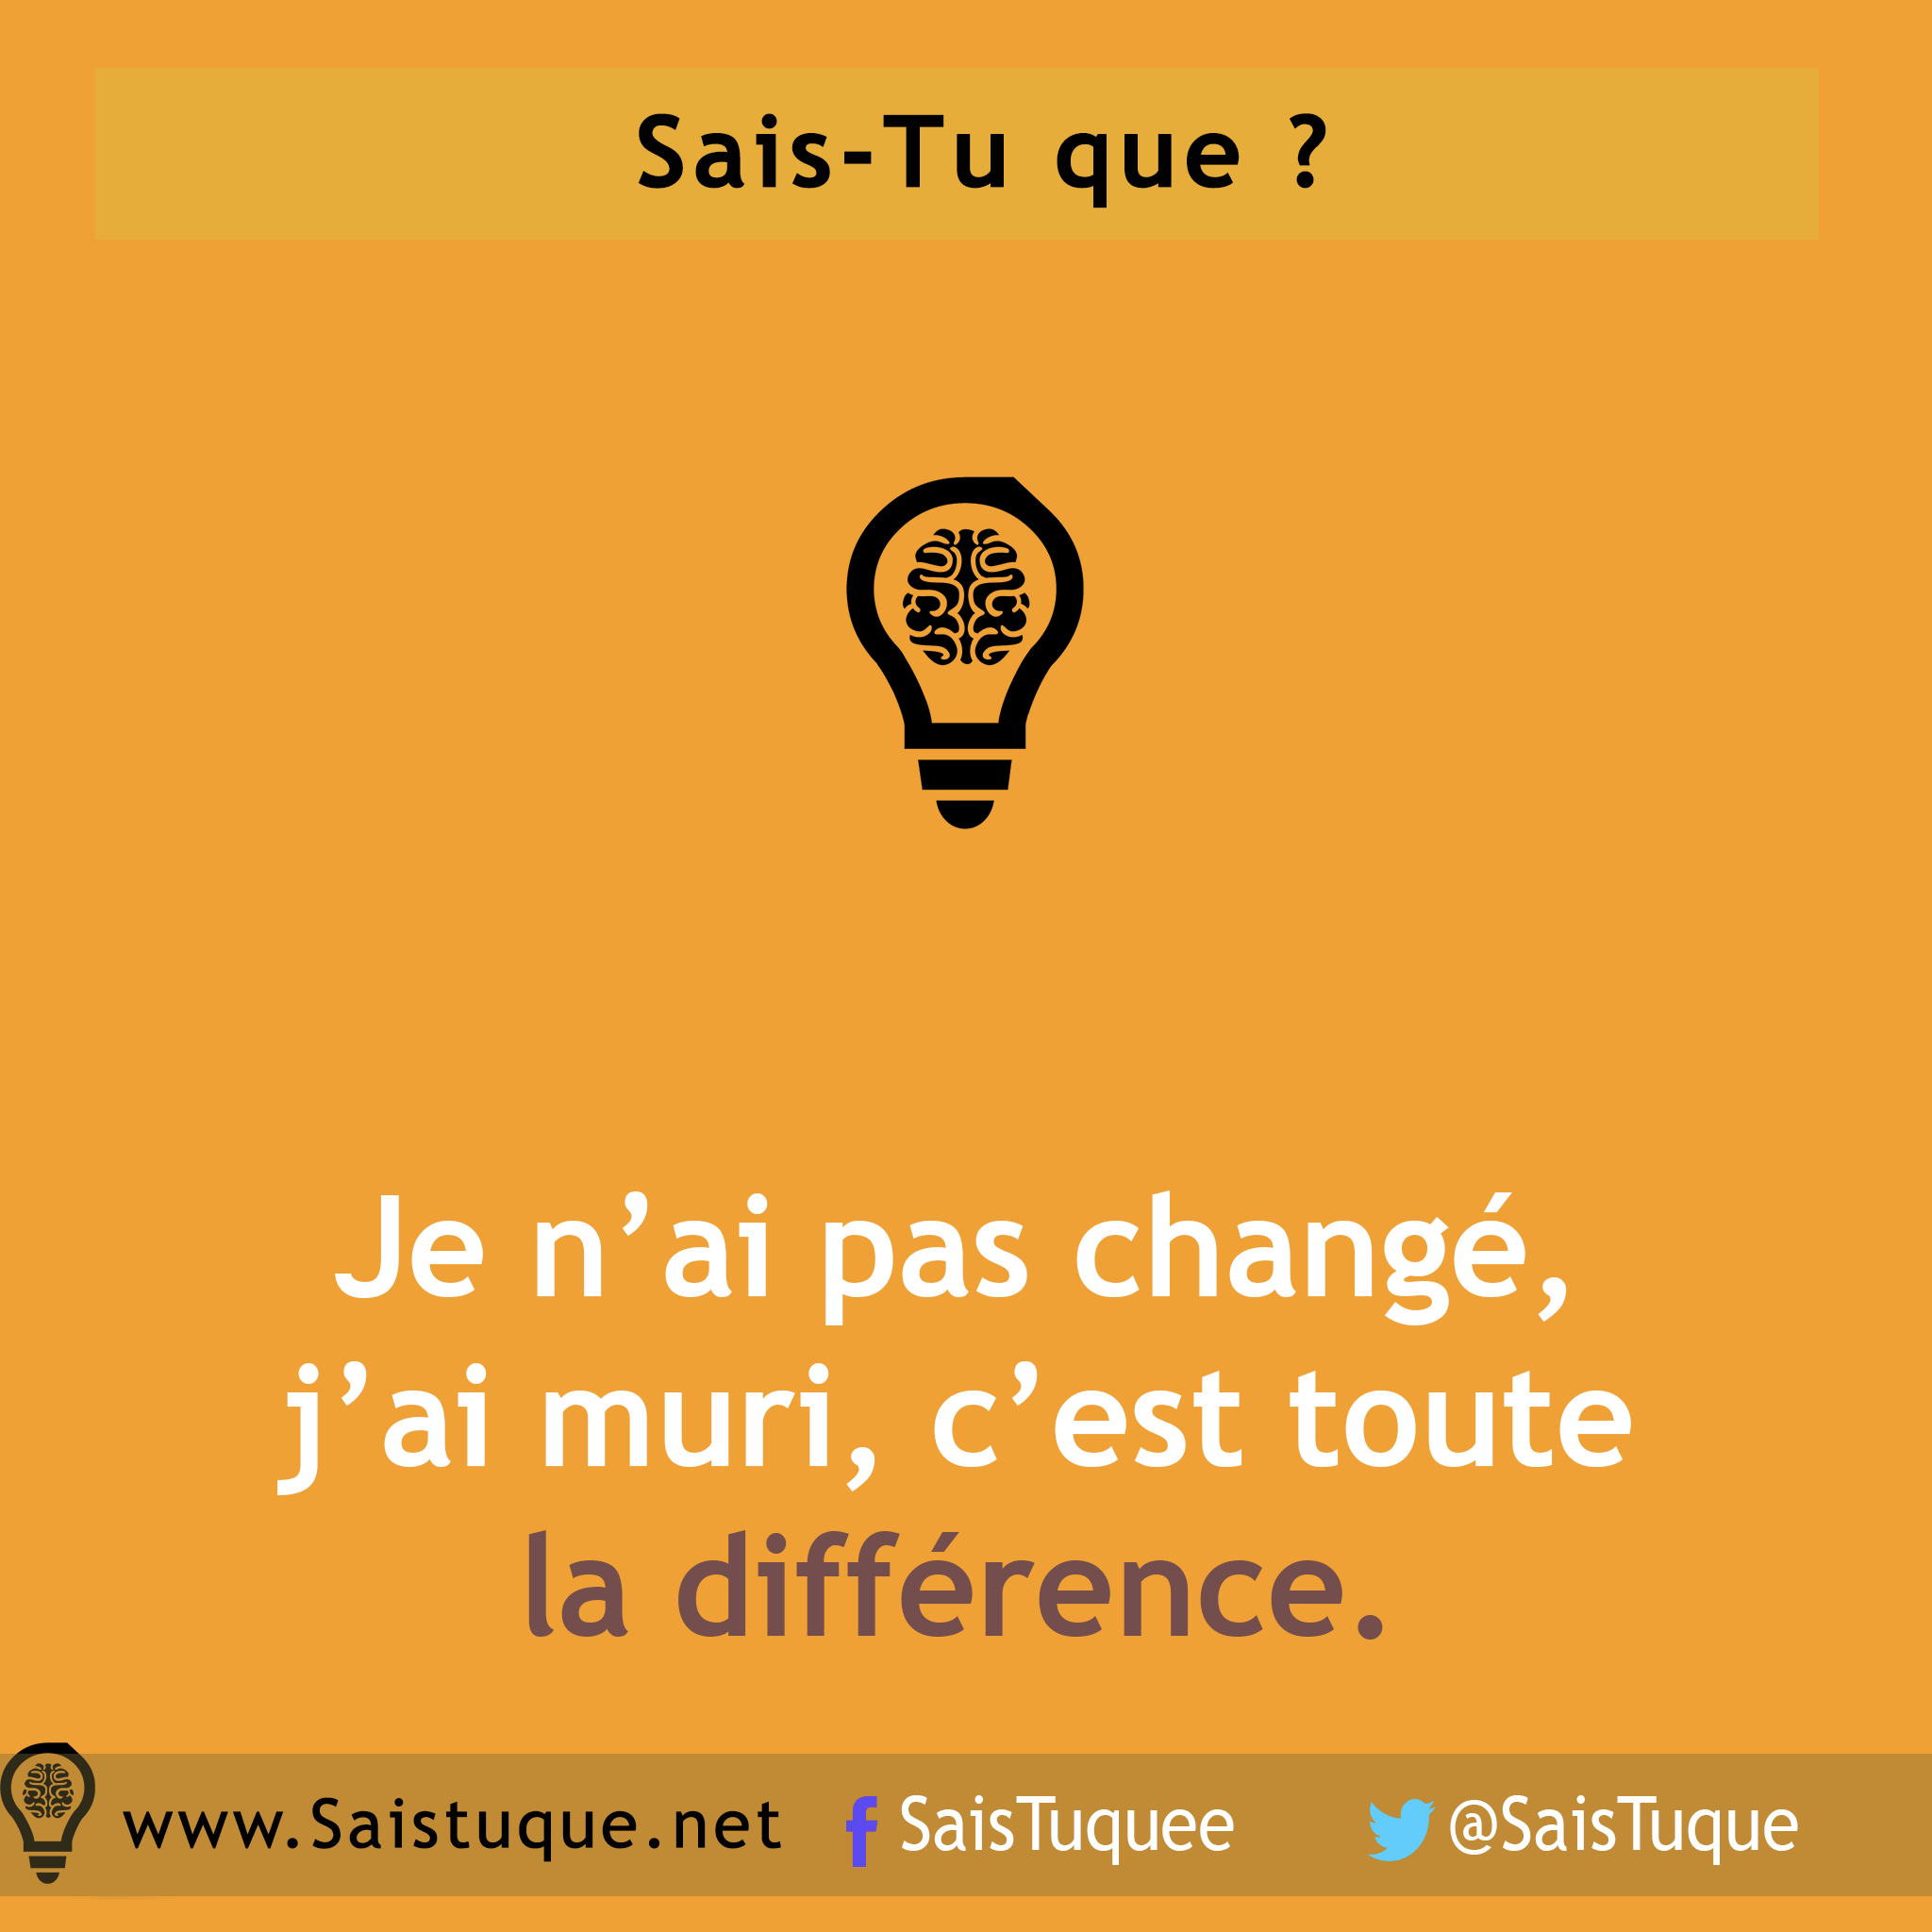 Sais-Tu que ?
Je n’ai pas changé,
j’ai muri, c’est toute
la différence.
www.Saistuque.net SaisTuquee @SaisTuque